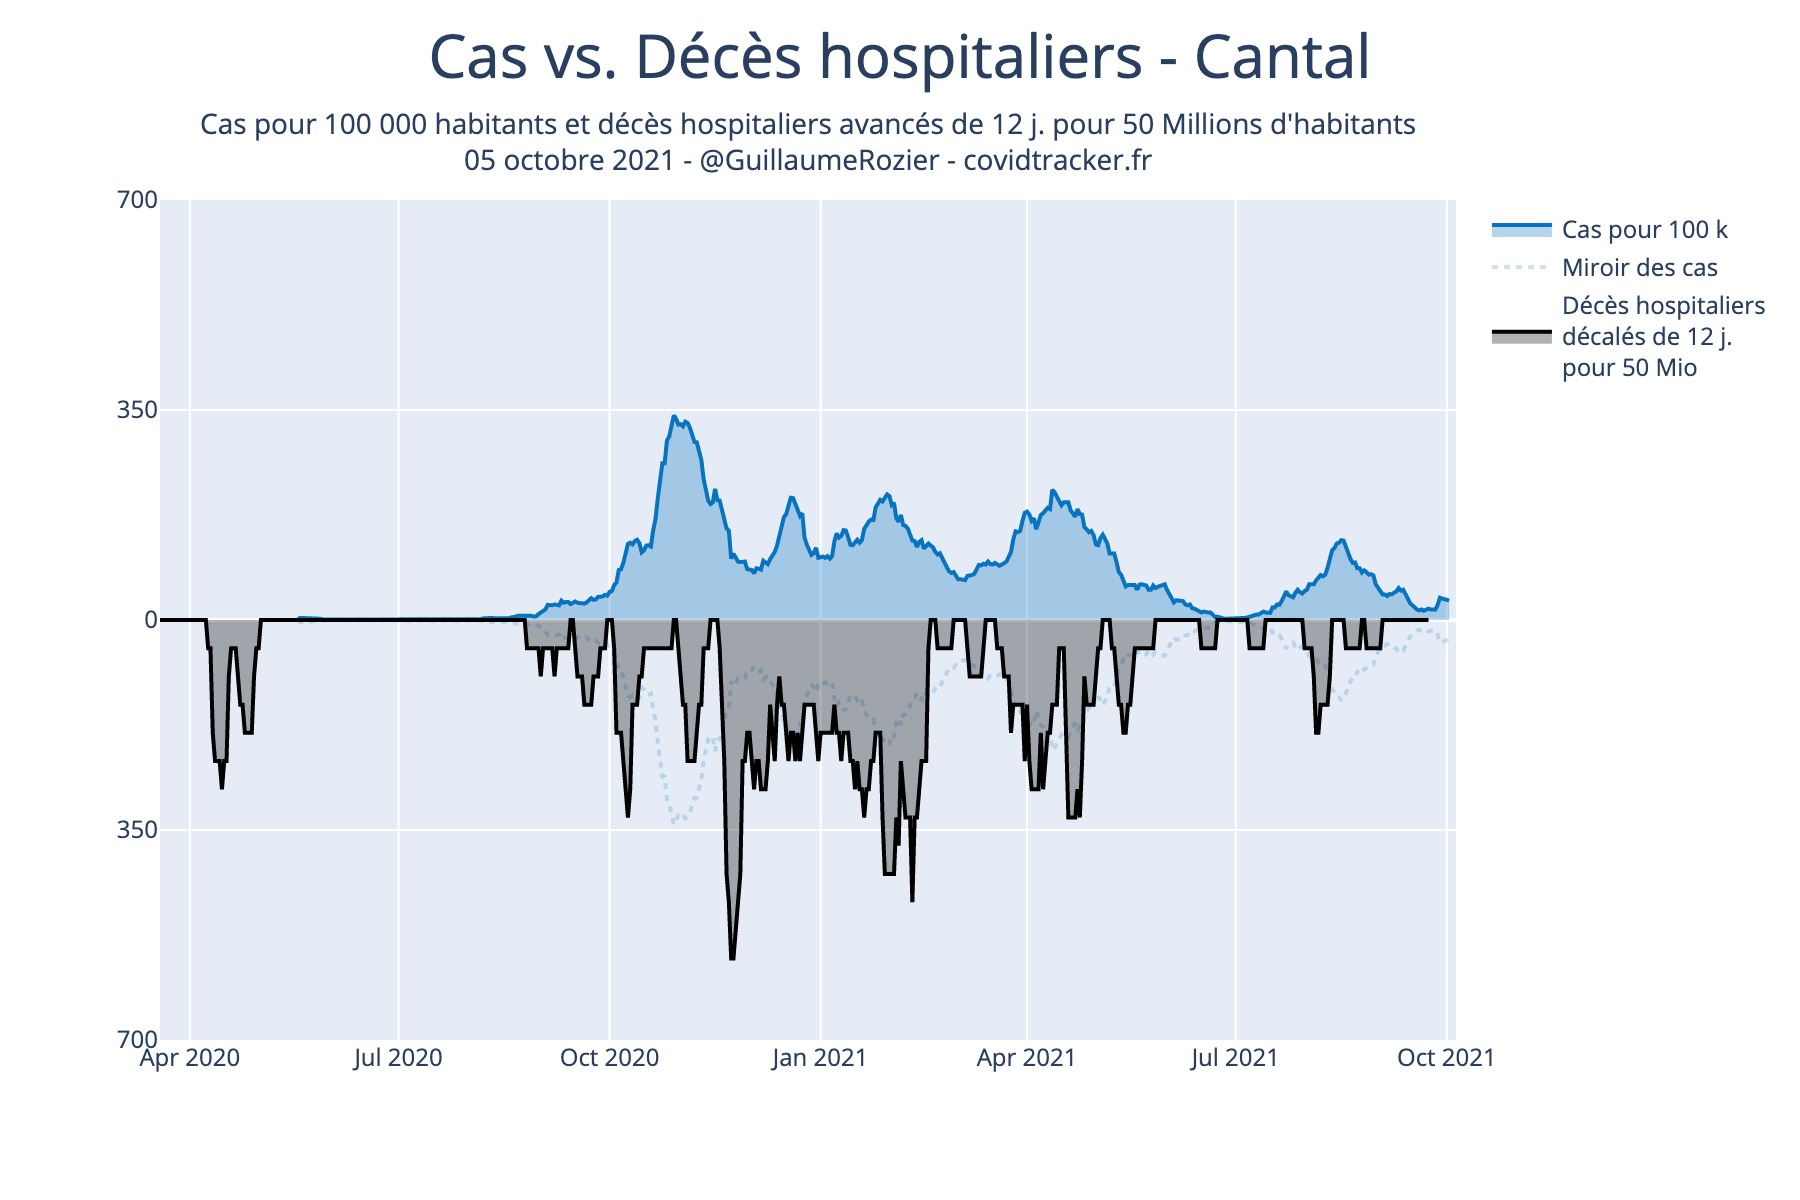 Cas vs. Décès hospitaliers - Cantal
Cas pour 100 000 habitants et décès hospitaliers avancés de 12 j. pour 50 Millions d'habitants
05 octobre 2021 - @GuillaumeRozier - covidtracker.fr
700
350
0
350
700
Apr 2020
Jul 2020
Oct 2020
Jan 2021
Apr 2021
Jul 2021
Oct 2021
Cas pour 100 k
Miroir des cas
Décès hospitaliers
décalés de 12 j.
pour 50 Mio